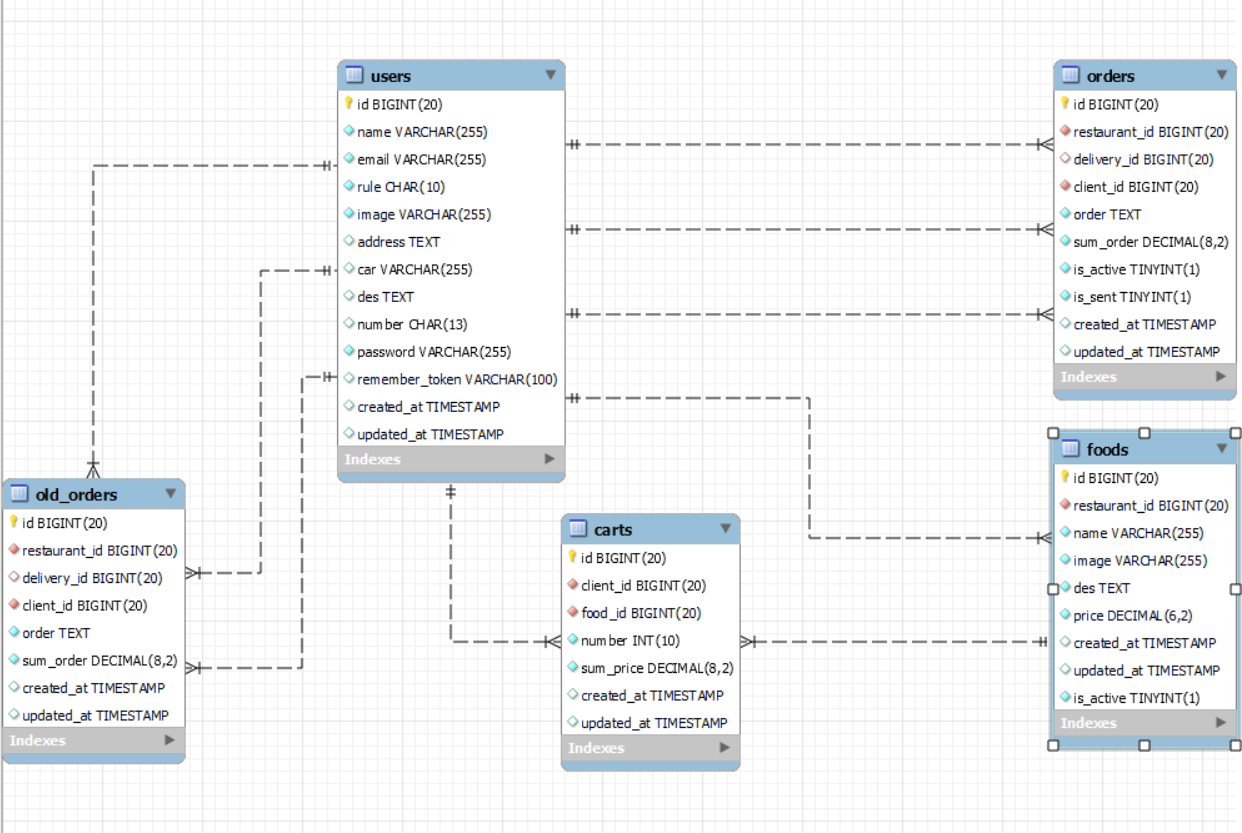 users
id BIGINT(20)
name VARCHAR(255)
email VARCHAR(255)
rule CHAR(10)
image VARCHAR(255)
address TEXT
car VARCHAR(255)
des TEXT
number CHAR(13)
password VARCHAR(255)
remember_token VARCHAR(100)
created_at TIMESTAMP
updated_at TIMESTAMP
Indexes
orders
id BIGINT(20)
restaurant_id BIGINT(20)
delivery_id BIGINT(20)
client_id BIGINT(20)
order TEXT
sum_order DECIMAL(8,2)
is_active TINYINT(1)
is_sent TINYINT(1)
created_at TIMESTAMP
updated_at TIMESTAMP
Indexes
old_orders
id BIGINT(20)
restaurant_id BIGINT(20)
delivery_id BIGINT(20)
client_id BIGINT(20)
order TEXT
sum_order DECIMAL(8,2)
created_at TIMESTAMP
updated_at TIMESTAMP
Indexes
carts
id BIGINT(20)
client_id BIGINT(20)
food_id BIGINT(20)
number INT(10)
sum_price DECIMAL(8,2)
created_at TIMESTAMP
updated_at TIMESTAMP
Indexes
foods
id BIGINT(20)
restaurant_id BIGINT(20)
name VARCHAR(255)
image VARCHAR(255)
des TEXT
price DECIMAL(6,2)
created_at TIMESTAMP
updated_at TIMESTAMP
is_active TINYINT(1)
Indexes